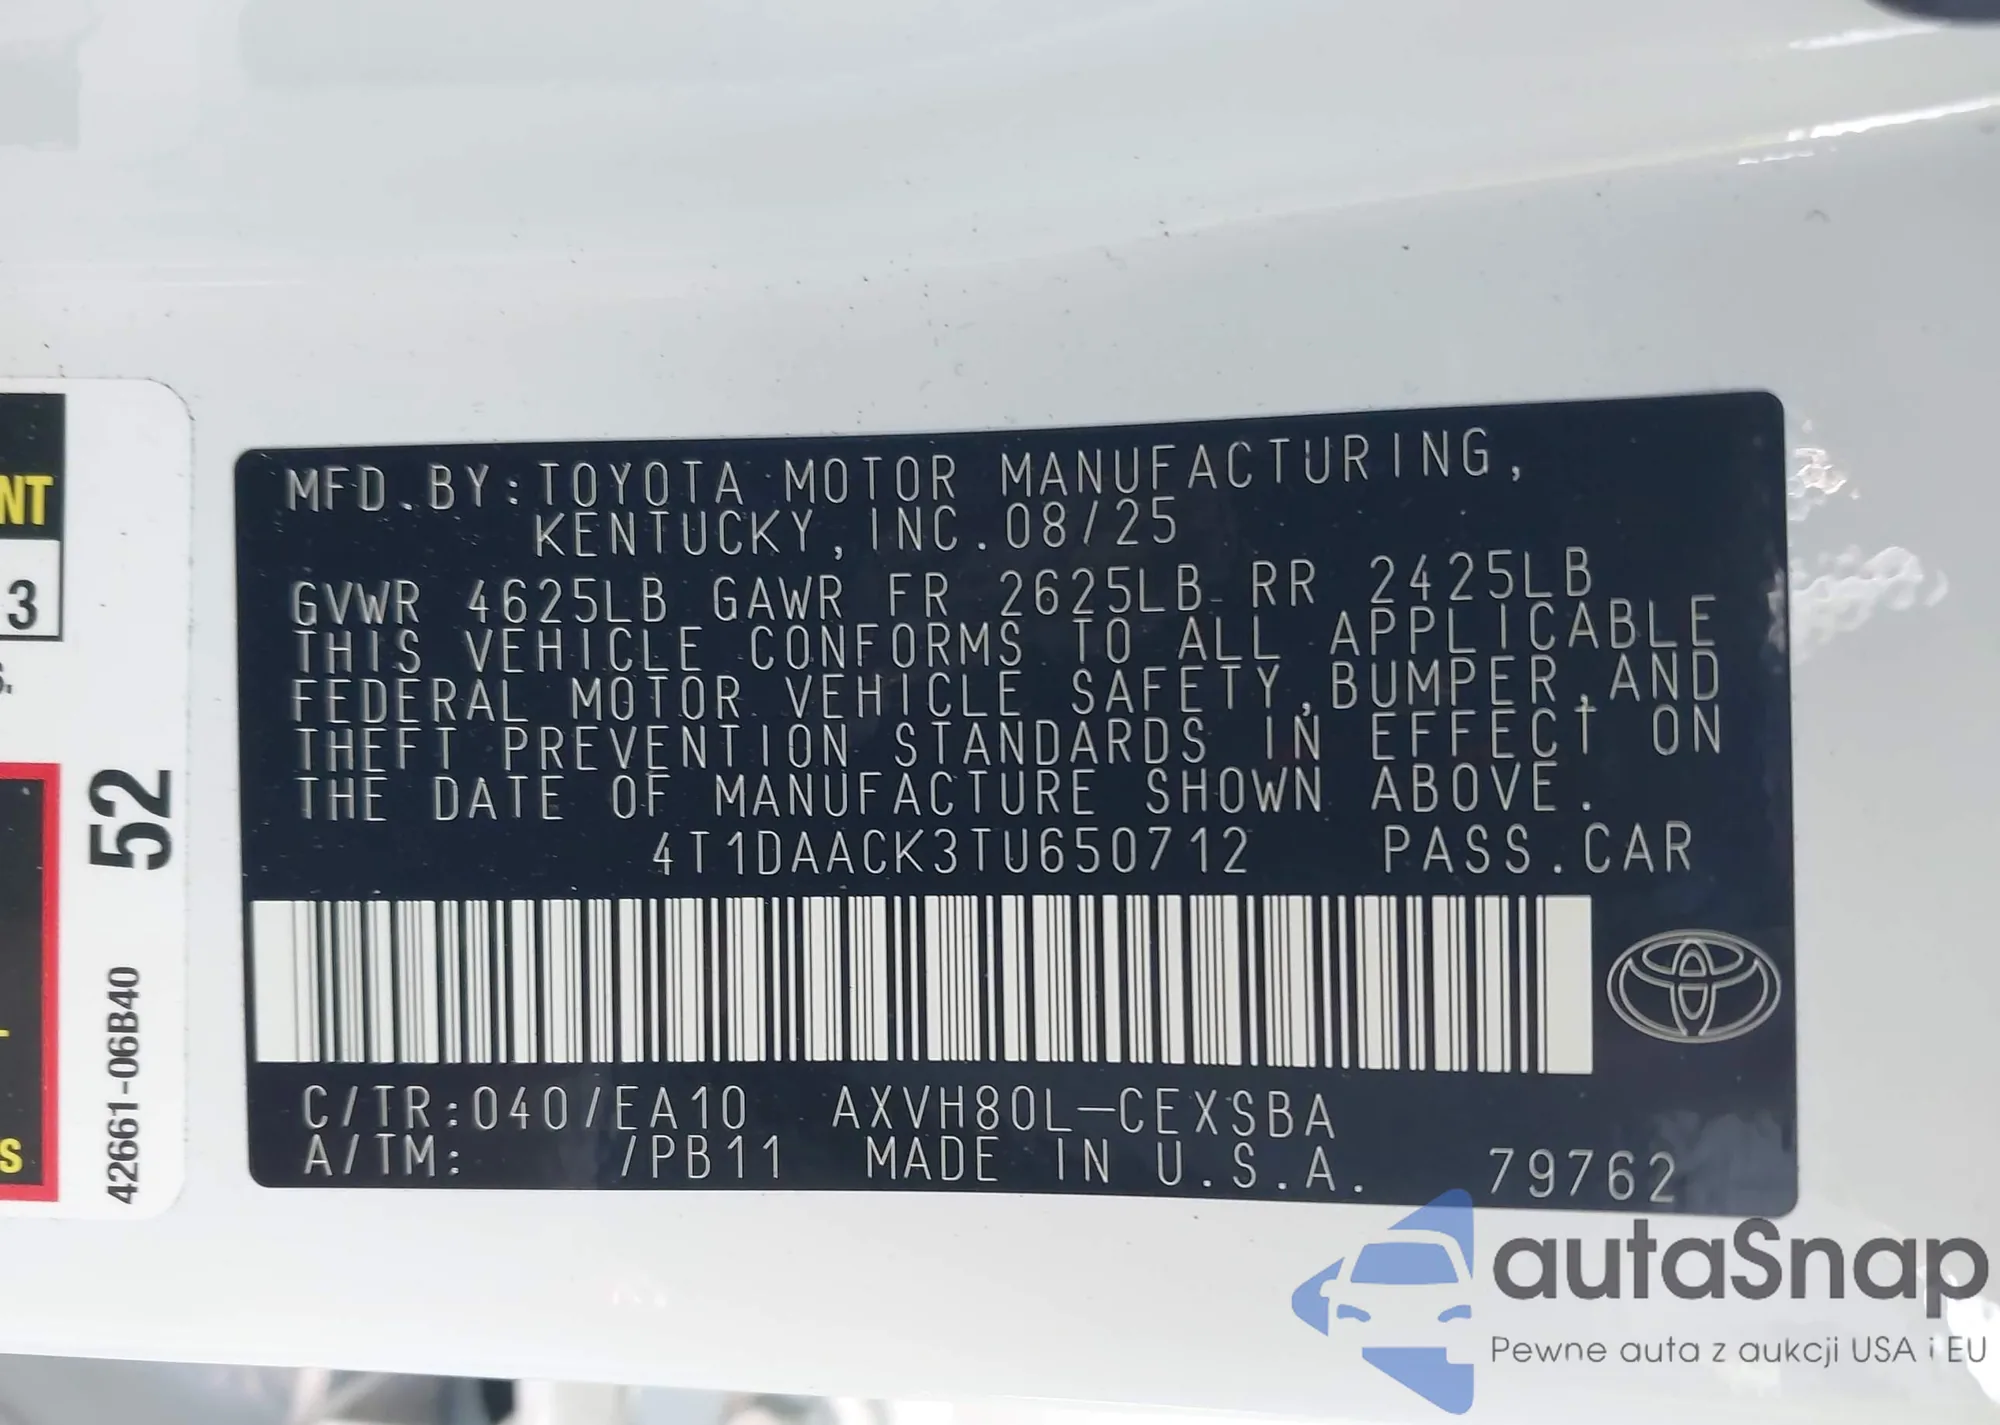 MFD.BY:TOYOTA MOTOR MANUFACTURING,
KENTUCKY, INC.08/25
GVWR 4625LB GAWR FR 2625LB RR 2425LB
THIS VEHICLE CONFORMS TO ALL APPLICABLE
FEDERAL MOTOR VEHICLE SAFETY,BUMPER,AND
THEFT PREVENTION STANDARDS IN EFFECT ON
THE DATE OF MANUFACTURE SHOWN ABOVE.
4T1DAACK3TU650712 PASS.CAR
C/TR:040/EA10 AXVH80L-CEXSBA
A/TM: /PB11 MADE IN U.S.A. 79762
NT
3
S.
52
42661-06B40
S
autaSnap
Pewne auta z aukcji USA i EU